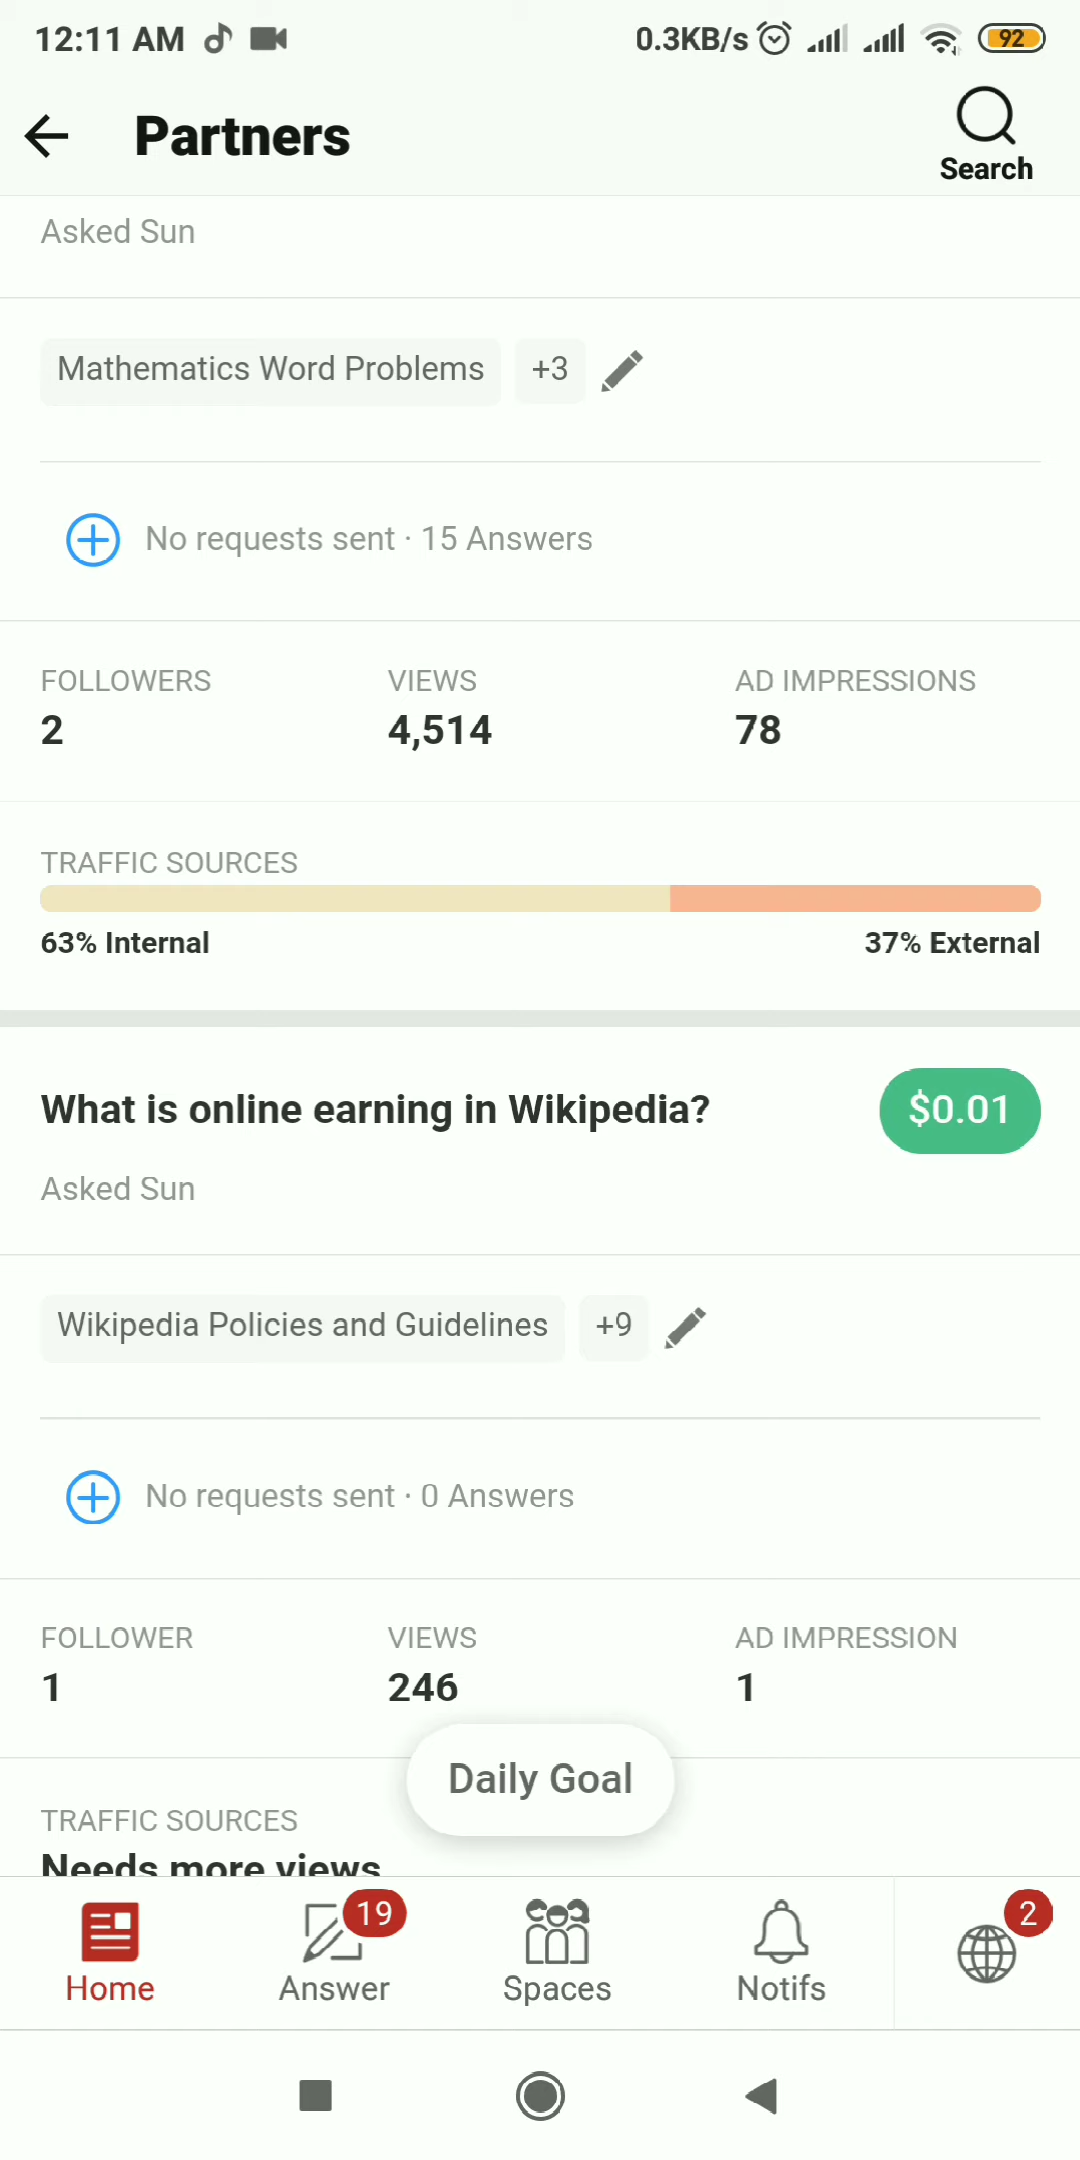 12:11 AM 0.3KB/s 92
Partners
Search
Asked Sun
Mathematics Word Problems +3
No requests sent · 15 Answers
FOLLOWERS VIEWS AD IMPRESSIONS
2 4,514 78
TRAFFIC SOURCES
63% Internal 37% External
What is online earning in Wikipedia? $0.01
Asked Sun
Wikipedia Policies and Guidelines +9
No requests sent · 0 Answers
FOLLOWER VIEWS AD IMPRESSION
1 246 1
Daily Goal
TRAFFIC SOURCES
Needs more views
19 2
Home Answer Spaces Notifs